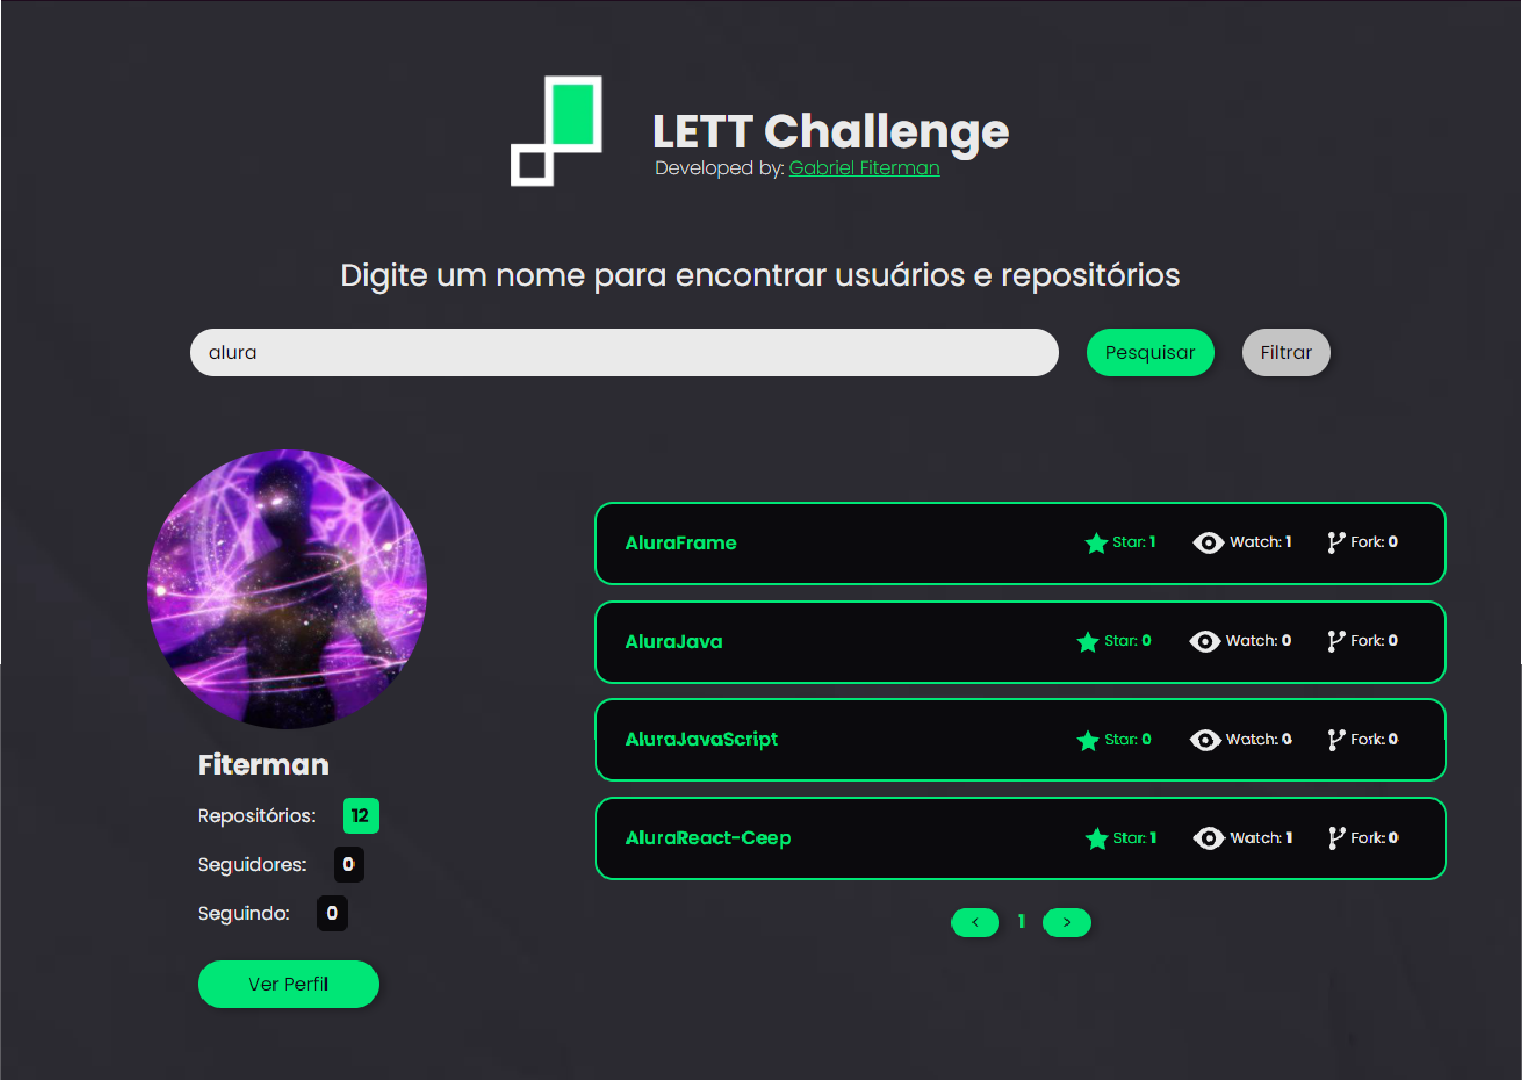 LETT Challenge
Developed by: Gabriel Fiterman
Digite um nome para encontrar usuários e repositórios
alura
Pesquisar
Filtrar
Fiterman
Repositórios: 12
Seguidores: 0
Seguindo: 0
Ver Perfil
AluraFrame Star: 1 Watch: 1 Fork: 0
AluraJava Star: 0 Watch: 0 Fork: 0
AluraJavaScript Star: 0 Watch: 0 Fork: 0
AluraReact-Ceep Star: 1 Watch: 1 Fork: 0
< 1 >